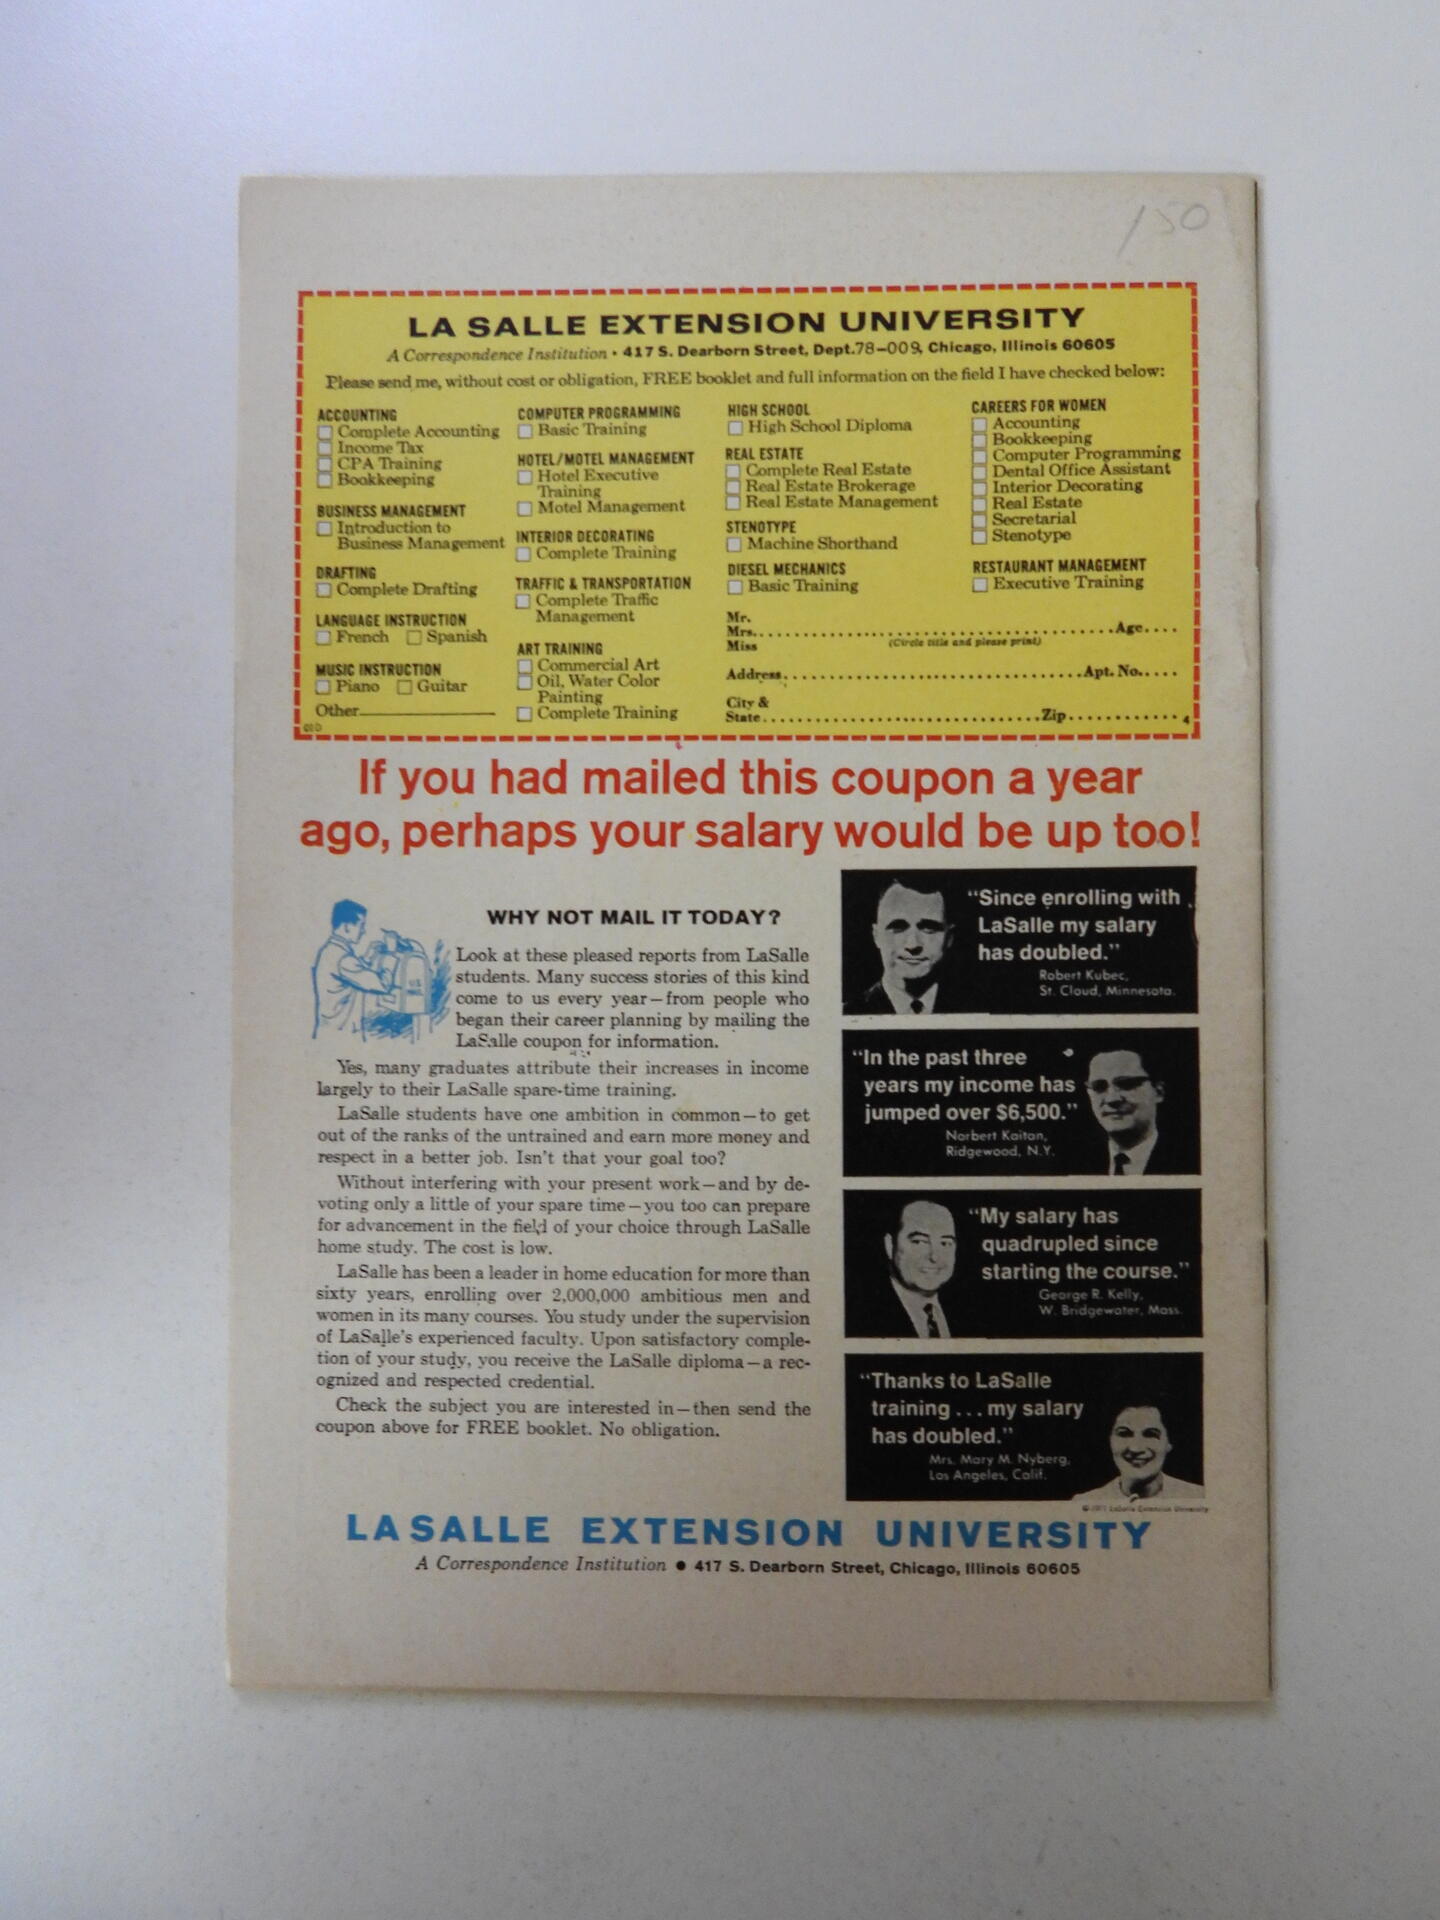 150
LA SALLE EXTENSION UNIVERSITY
A Correspondence Institution • 417 S. Dearborn Street, Dept. 78-009, Chicago, Illinois 60605
Please send me, without cost or obligation, FREE booklet and full information on the field I have checked below:
ACCOUNTING
Complete Accounting
Income Tax
CPA Training
Bookkeeping
BUSINESS MANAGEMENT
Introduction to
Business Management
DRAFTING
Complete Drafting
LANGUAGE INSTRUCTION
French Spanish
MUSIC INSTRUCTION
Piano Guitar
Other
COMPUTER PROGRAMMING
Basic Training
HOTEL/MOTEL MANAGEMENT
Hotel Executive
Training
Motel Management
INTERIOR DECORATING
Complete Training
TRAFFIC & TRANSPORTATION
Complete Traffic
Management
ART TRAINING
Commercial Art
Oil, Water Color
Painting
Complete Training
HIGH SCHOOL
High School Diploma
REAL ESTATE
Complete Real Estate
Real Estate Brokerage
Real Estate Management
STENOTYPE
Machine Shorthand
DIESEL MECHANICS
Basic Training
CAREERS FOR WOMEN
Accounting
Bookkeeping
Computer Programming
Dental Office Assistant
Interior Decorating
Real Estate
Secretarial
Stenotype
RESTAURANT MANAGEMENT
Executive Training
Mr.
Mrs. Age
Miss (Circle title and please print)
Address Apt. No.
City &
State Zip 4
If you had mailed this coupon a year
ago, perhaps your salary would be up too!
WHY NOT MAIL IT TODAY?
U.S.
MAIL
Look at these pleased reports from LaSalle
students. Many success stories of this kind
come to us every year—from people who
began their career planning by mailing the
LaSalle coupon for information.
Yes, many graduates attribute their increases in income
largely to their LaSalle spare-time training.
LaSalle students have one ambition in common—to get
out of the ranks of the untrained and earn more money and
respect in a better job. Isn't that your goal too?
Without interfering with your present work—and by de-
voting only a little of your spare time—you too can prepare
for advancement in the field of your choice through LaSalle
home study. The cost is low.
LaSalle has been a leader in home education for more than
sixty years, enrolling over 2,000,000 ambitious men and
women in its many courses. You study under the supervision
of LaSalle's experienced faculty. Upon satisfactory comple-
tion of your study, you receive the LaSalle diploma—a rec-
ognized and respected credential.
Check the subject you are interested in—then send the
coupon above for FREE booklet. No obligation.
"Since enrolling with
LaSalle my salary
has doubled."
Robert Kubec,
St. Cloud, Minnesota.
"In the past three
years my income has
jumped over $6,500."
Norbert Kaitan,
Ridgewood, N.Y.
"My salary has
quadrupled since
starting the course."
George R. Kelly,
W. Bridgewater, Mass.
"Thanks to LaSalle
training . . . my salary
has doubled."
Mrs. Mary M. Nyberg,
Los Angeles, Calif.
© 1971 LaSalle Extension University
LA SALLE EXTENSION UNIVERSITY
A Correspondence Institution • 417 S. Dearborn Street, Chicago, Illinois 60605